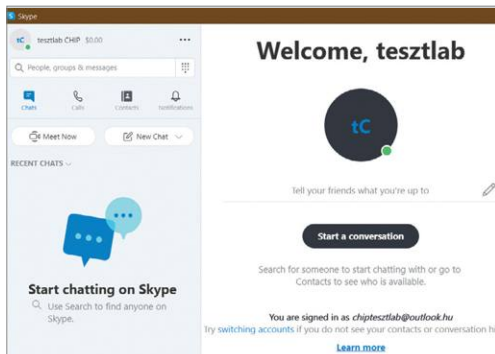 Skype
tC tesztlab CHIP $0.00
People, groups & messages
Chats Calls Contacts Notifications
Meet Now New Chat
RECENT CHATS
Start chatting on Skype
Use Search to find anyone on
Skype.
Welcome, tesztlab
tC
Tell your friends what you're up to
Start a conversation
Search for someone to start chatting with or go to
Contacts to see who is available.
You are signed in as chiptesztlab@outlook.hu
Try switching accounts if you do not see your contacts or conversation
Learn more